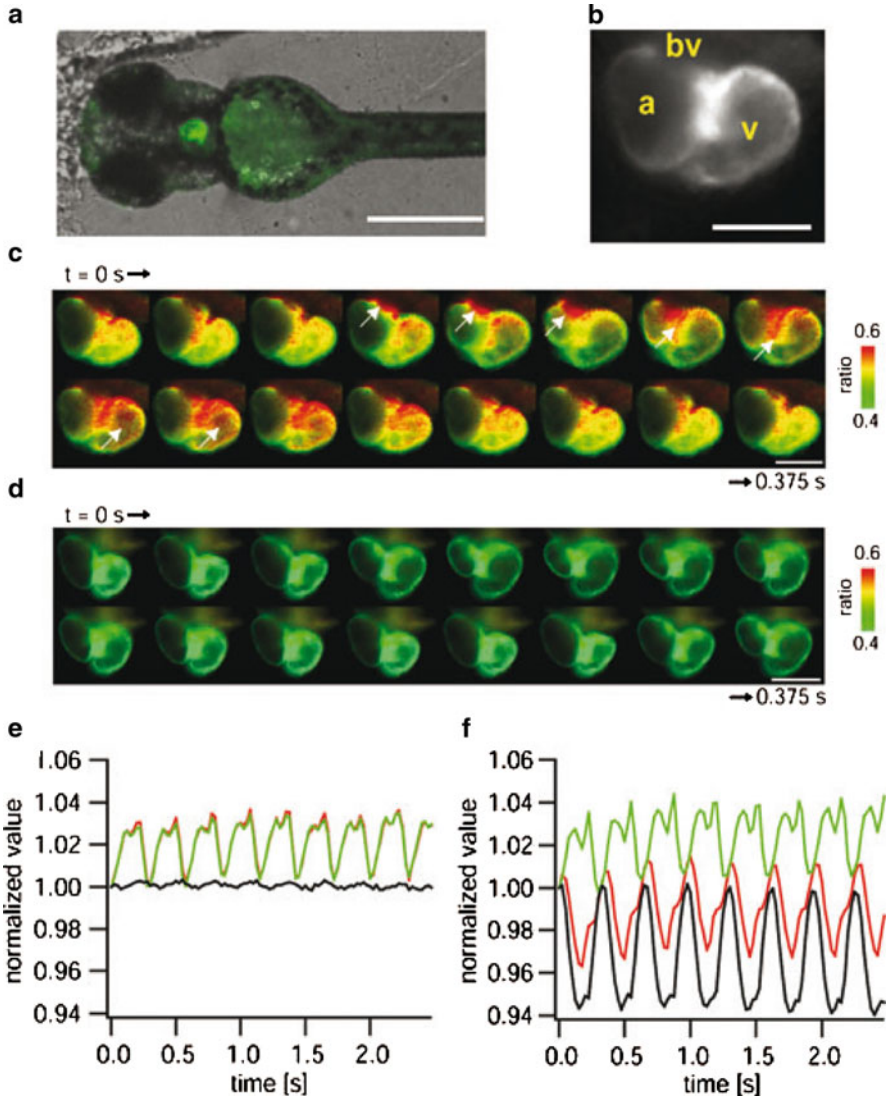 a
b
bv
a
v
c
t = 0 s
0.6
ratio
0.4
0.375 s
d
t = 0 s
0.6
ratio
0.4
0.375 s
e
1.06
1.04
1.02
1.00
0.98
0.96
0.94
normalized value
0.0
0.5
1.0
1.5
2.0
time [s]
f
1.06
1.04
1.02
1.00
0.98
0.96
0.94
normalized value
0.0
0.5
1.0
1.5
2.0
time [s]